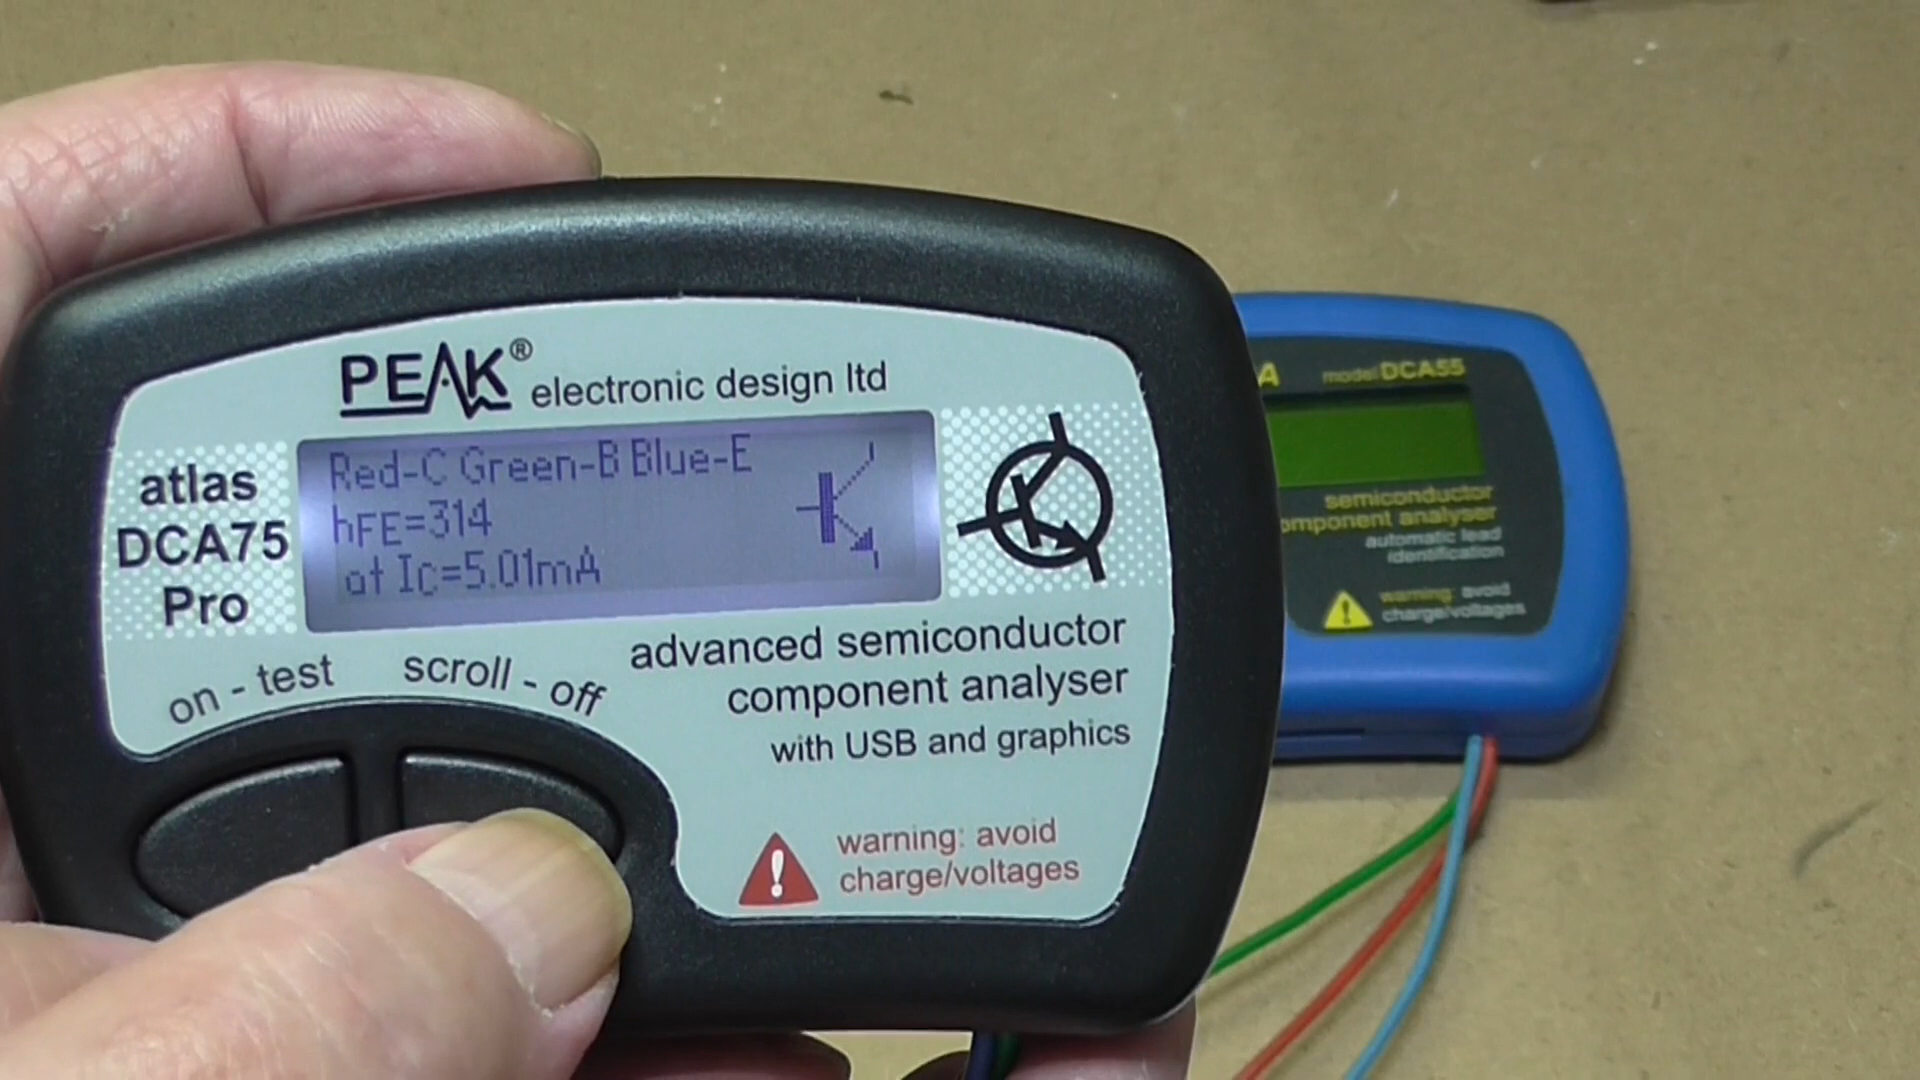 PEAK® electronic design ltd
atlas
DCA75
Pro
Red-C Green-B Blue-E
hFE=314
at Ic=5.01mA
on - test
scroll - off
advanced semiconductor
component analyser
with USB and graphics
warning: avoid
charge/voltages
A
model DCA55
semiconductor
omponent analyser
automatic lead
identification
warning: avoid
charge/voltages